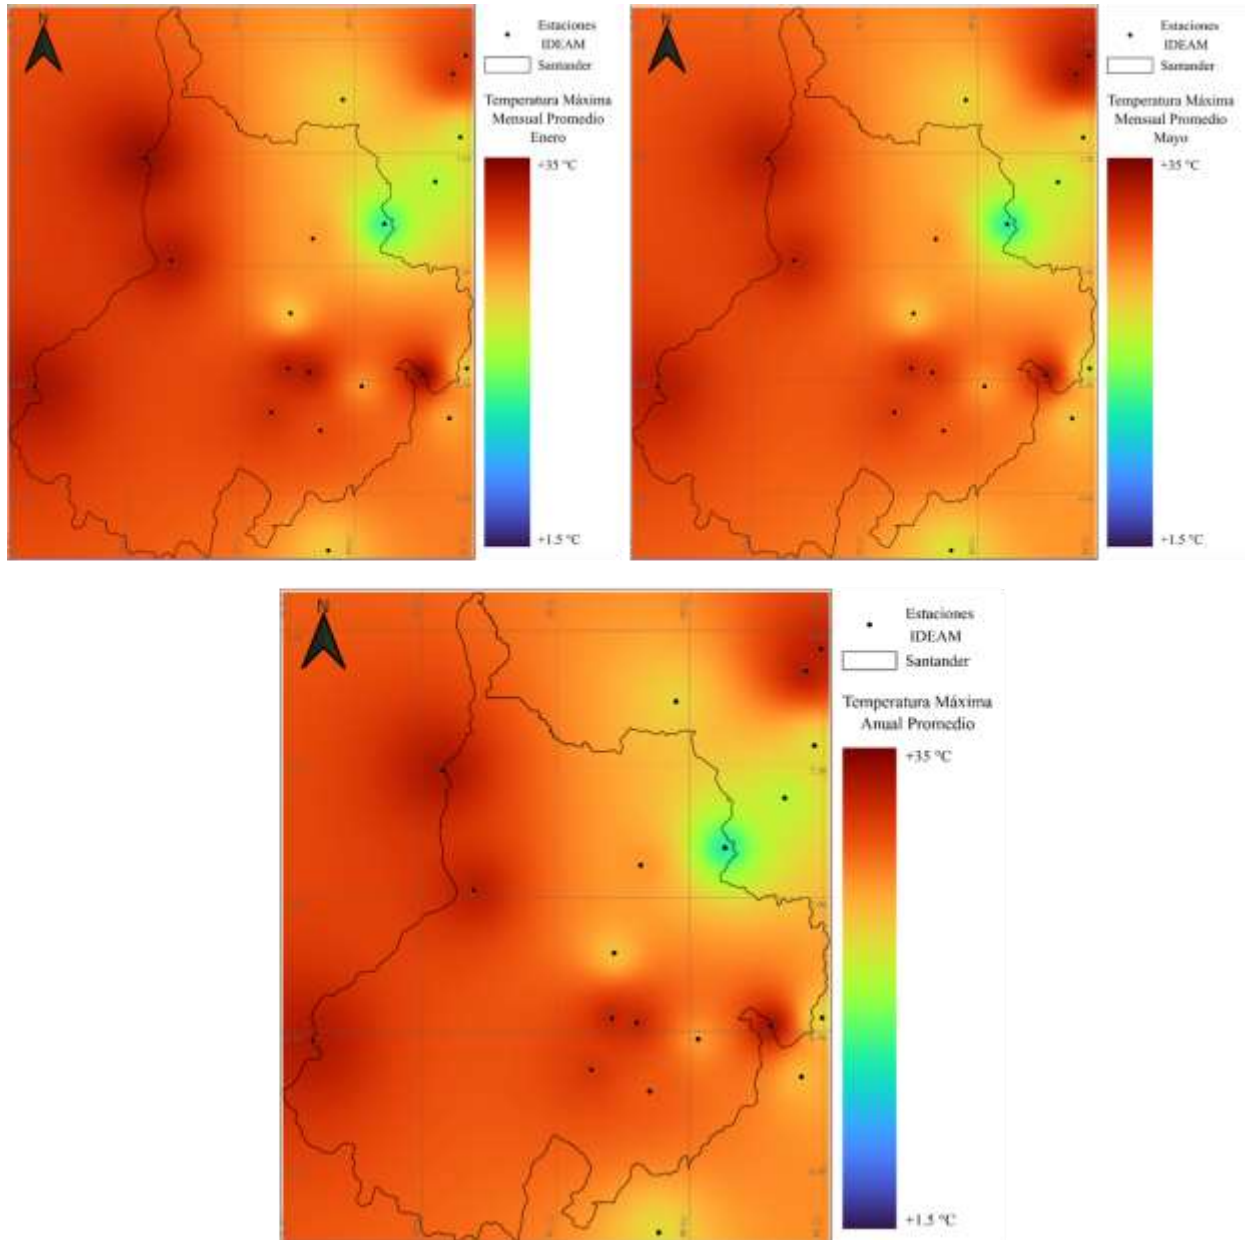 N
Estaciones
IDEAM
Santander
Temperatura Máxima
Mensual Promedio
Enero
+35 °C
+1.5 °C
N
Estaciones
IDEAM
Santander
Temperatura Máxima
Mensual Promedio
Mayo
+35 °C
+1.5 °C
N
Estaciones
IDEAM
Santander
Temperatura Máxima
Anual Promedio
+35 °C
+1.5 °C